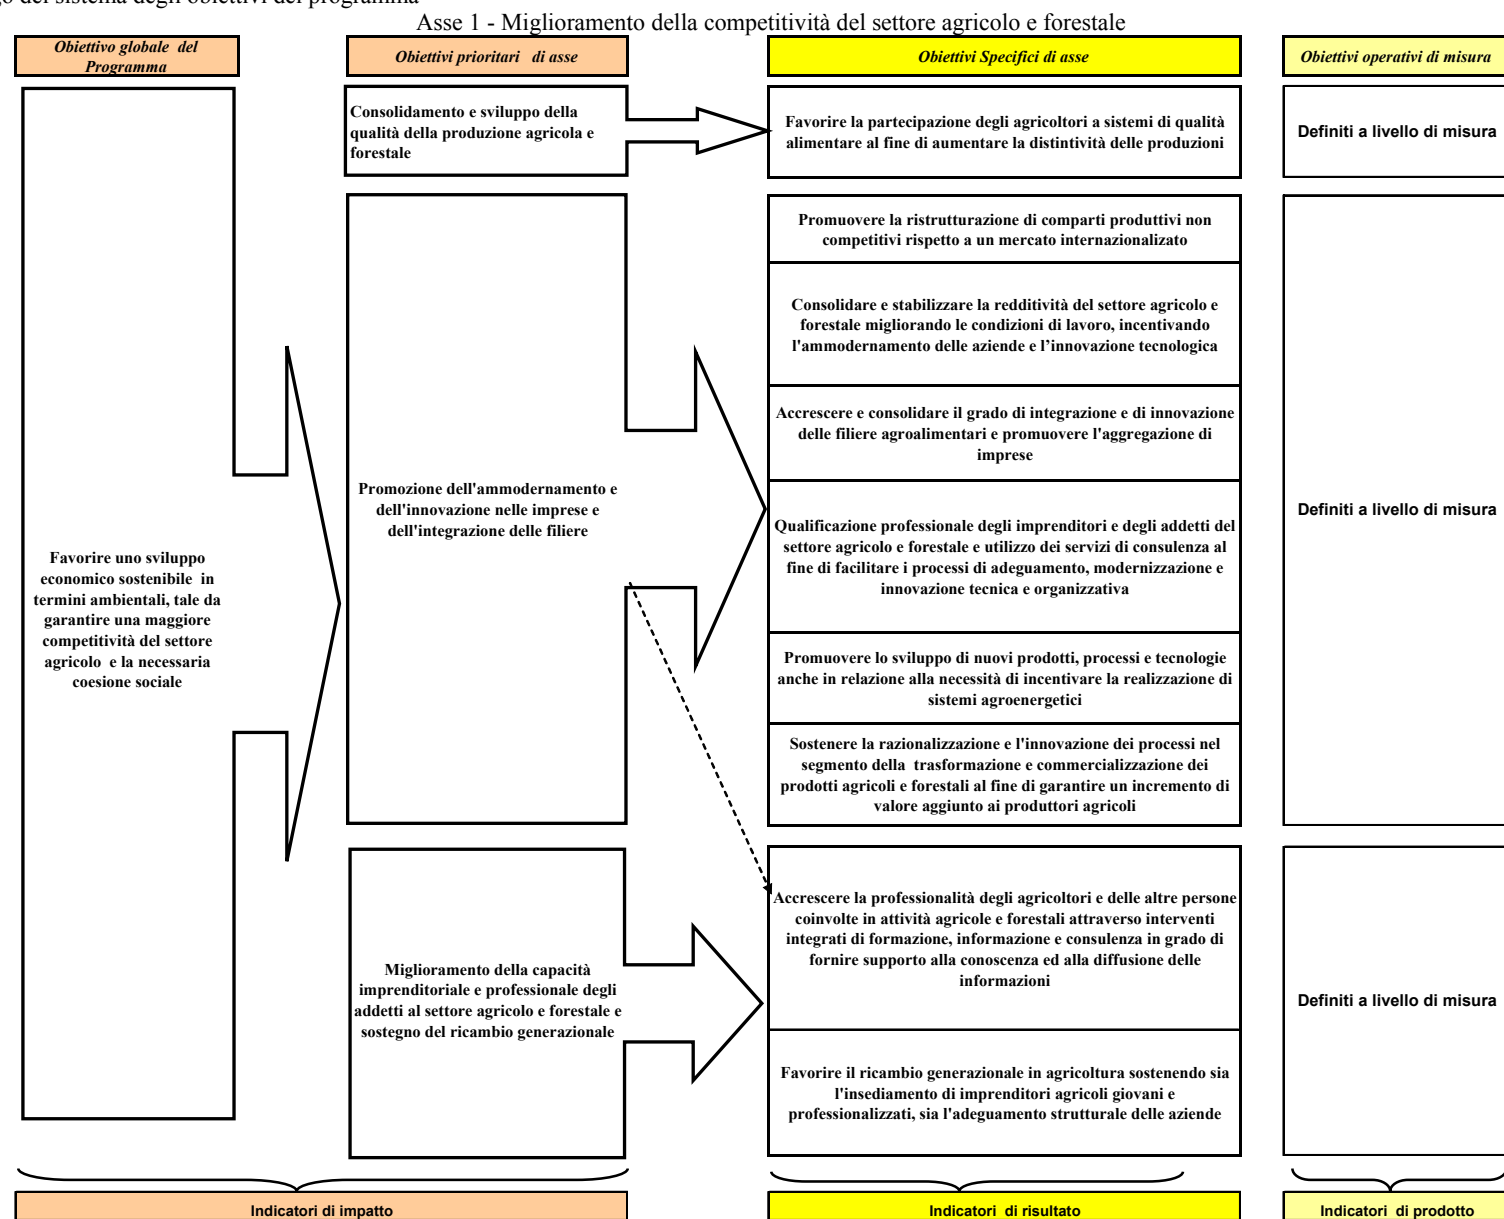 go del sistema degli obiettivi del programma
Asse 1 - Miglioramento della competitività del settore agricolo e forestale
Obiettivo globale del
Programma
Obiettivi prioritari di asse
Obiettivi Specifici di asse
Obiettivi operativi di misura
Consolidamento e sviluppo della
qualità della produzione agricola e
forestale
Favorire la partecipazione degli agricoltori a sistemi di qualità
alimentare al fine di aumentare la distintività delle produzioni
Definiti a livello di misura
Favorire uno sviluppo
economico sostenibile in
termini ambientali, tale da
garantire una maggiore
competitività del settore
agricolo e la necessaria
coesione sociale
Promozione dell'ammodernamento e
dell'innovazione nelle imprese e
dell'integrazione delle filiere
Promuovere la ristrutturazione di comparti produttivi non
competitivi rispetto a un mercato internazionalizato
Consolidare e stabilizzare la redditività del settore agricolo e
forestale migliorando le condizioni di lavoro, incentivando
l'ammodernamento delle aziende e l’innovazione tecnologica
Accrescere e consolidare il grado di integrazione e di innovazione
delle filiere agroalimentari e promuovere l'aggregazione di
imprese
Qualificazione professionale degli imprenditori e degli addetti del
settore agricolo e forestale e utilizzo dei servizi di consulenza al
fine di facilitare i processi di adeguamento, modernizzazione e
innovazione tecnica e organizzativa
Promuovere lo sviluppo di nuovi prodotti, processi e tecnologie
anche in relazione alla necessità di incentivare la realizzazione di
sistemi agroenergetici
Sostenere la razionalizzazione e l'innovazione dei processi nel
segmento della trasformazione e commercializzazione dei
prodotti agricoli e forestali al fine di garantire un incremento di
valore aggiunto ai produttori agricoli
Definiti a livello di misura
Miglioramento della capacità
imprenditoriale e professionale degli
addetti al settore agricolo e forestale e
sostegno del ricambio generazionale
Accrescere la professionalità degli agricoltori e delle altre persone
coinvolte in attività agricole e forestali attraverso interventi
integrati di formazione, informazione e consulenza in grado di
fornire supporto alla conoscenza ed alla diffusione delle
informazioni
Favorire il ricambio generazionale in agricoltura sostenendo sia
l'insediamento di imprenditori agricoli giovani e
professionalizzati, sia l'adeguamento strutturale delle aziende
Definiti a livello di misura
Indicatori di impatto
Indicatori di risultato
Indicatori di prodotto